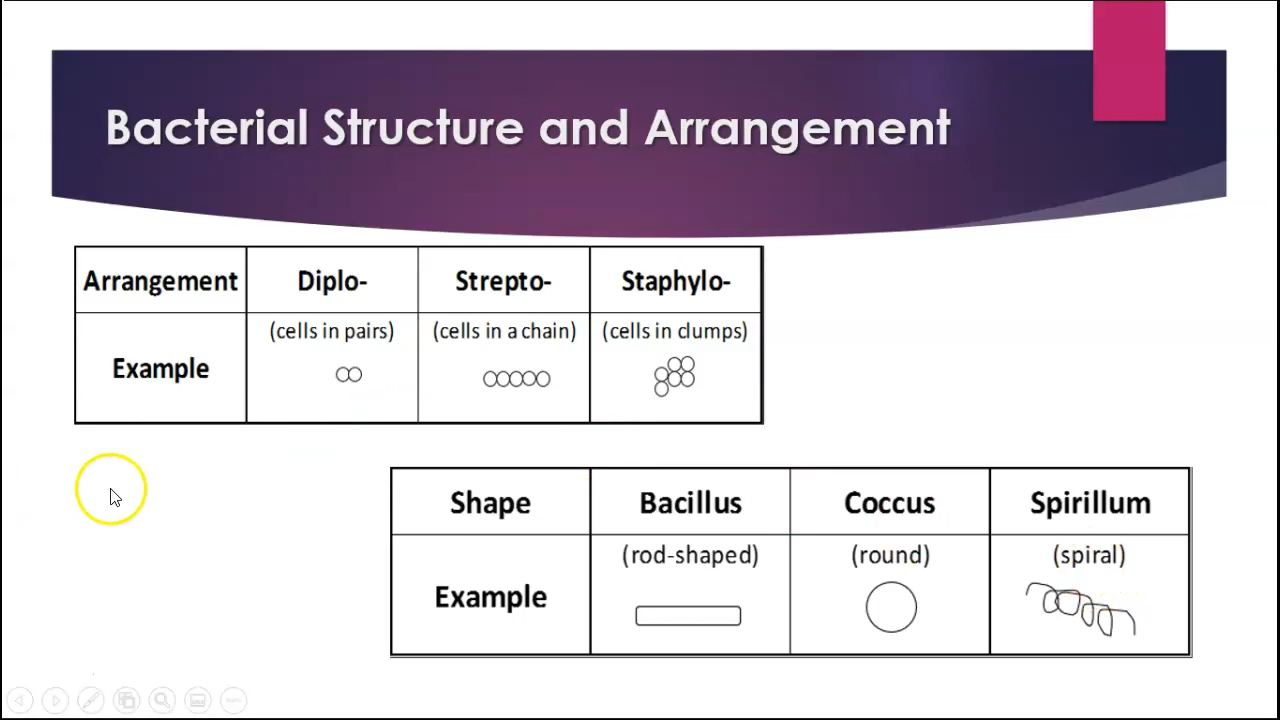 Bacterial Structure and Arrangement
Arrangement Diplo- Strepto- Staphylo-
Example (cells in pairs) (cells in a chain) (cells in clumps)
Shape Bacillus Coccus Spirillum
Example (rod-shaped) (round) (spiral)